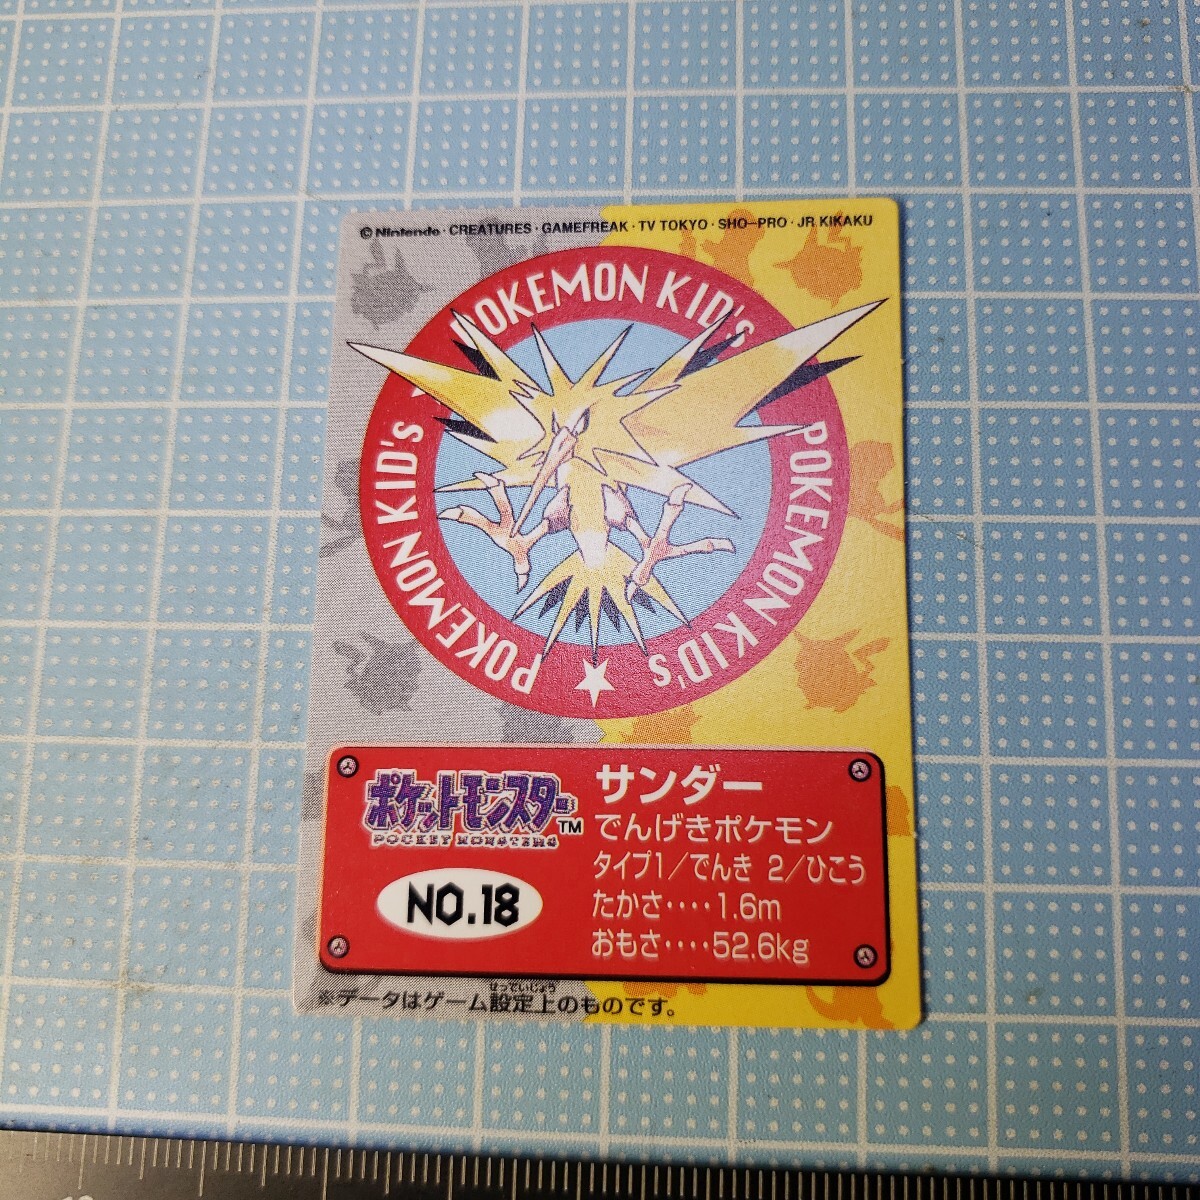 © Nintendo · CREATURES · GAMEFREAK · TV TOKYO · SHO-PRO · JR KIKAKU
POKEMON KID's
POKEMON KID's
POKEMON KID's
ポケットモンスター TM
POCKET MONSTERS
NO.18
サンダー
でんげきポケモン
タイプ1/でんき 2/ひこう
たかさ････1.6m
おもさ････52.6kg
せっていじょう
※データはゲーム設定上のものです。